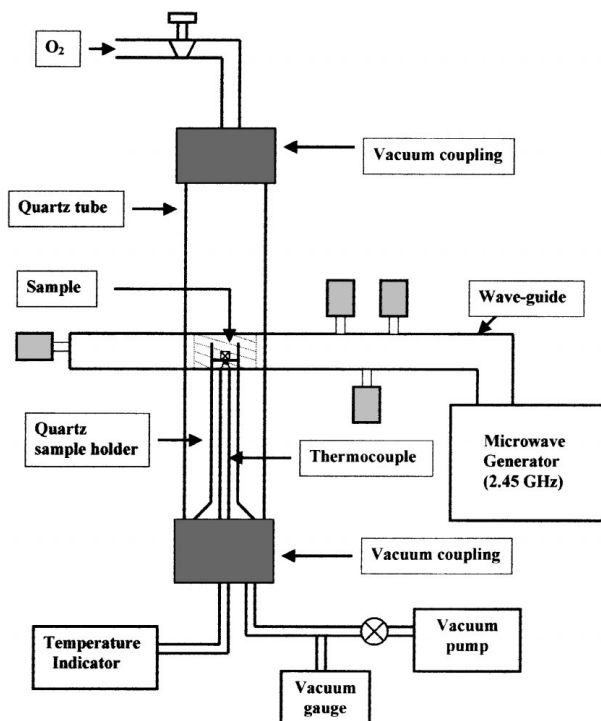 O₂
Vacuum coupling
Quartz tube
Sample
Wave-guide
Quartz
sample holder
Thermocouple
Microwave
Generator
(2.45 GHz)
Vacuum coupling
Temperature
Indicator
Vacuum
pump
Vacuum
gauge